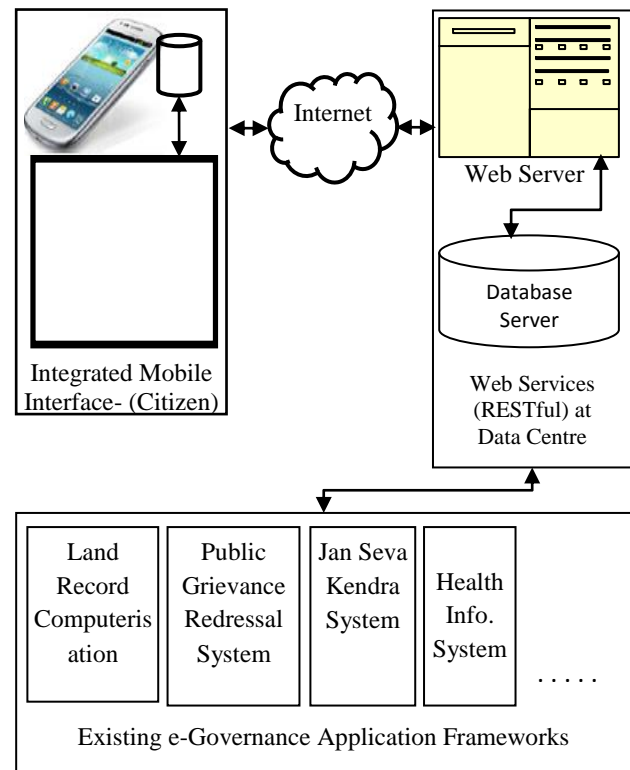 Internet
Web Server
Database
Server
Integrated Mobile
Interface- (Citizen)
Web Services
(RESTful) at
Data Centre
Land
Record
Computeris
ation
Public
Grievance
Redressal
System
Jan Seva
Kendra
System
Health
Info.
System
. . . . .
Existing e-Governance Application Frameworks